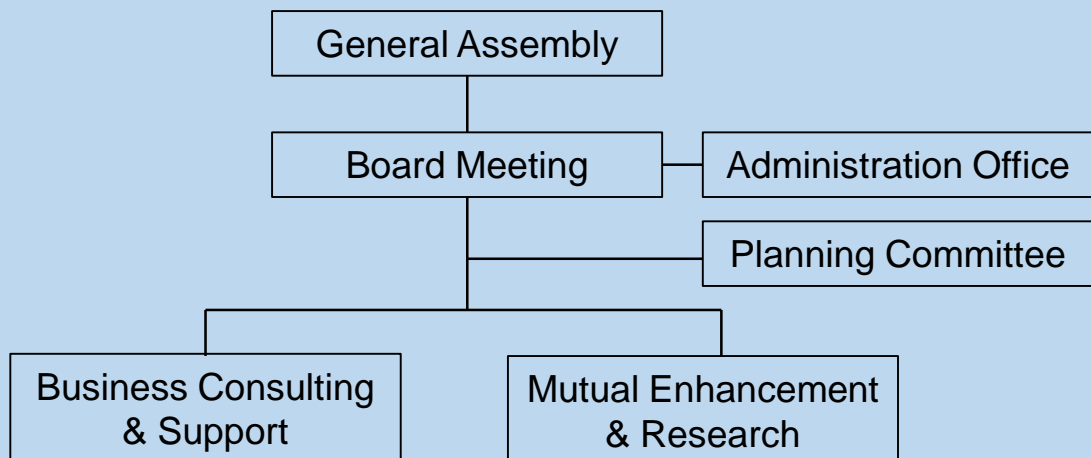 General Assembly
Board Meeting
Administration Office
Planning Committee
Business Consulting
& Support
Mutual Enhancement
& Research